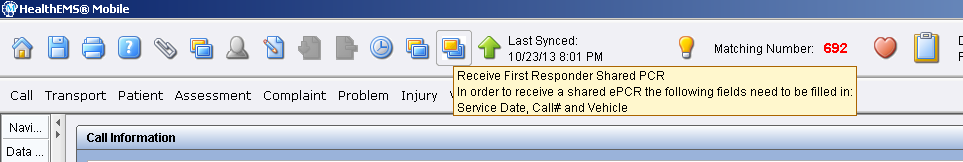 HealthEMS® Mobile
Last Synced:
10/23/13 8:01 PM
Matching Number: 692
Receive First Responder Shared PCR
In order to receive a shared ePCR the following fields need to be filled in:
Service Date, Call# and Vehicle
Call Transport Patient Assessment Complaint Problem Injury
Navi...
Data ...
Call Information